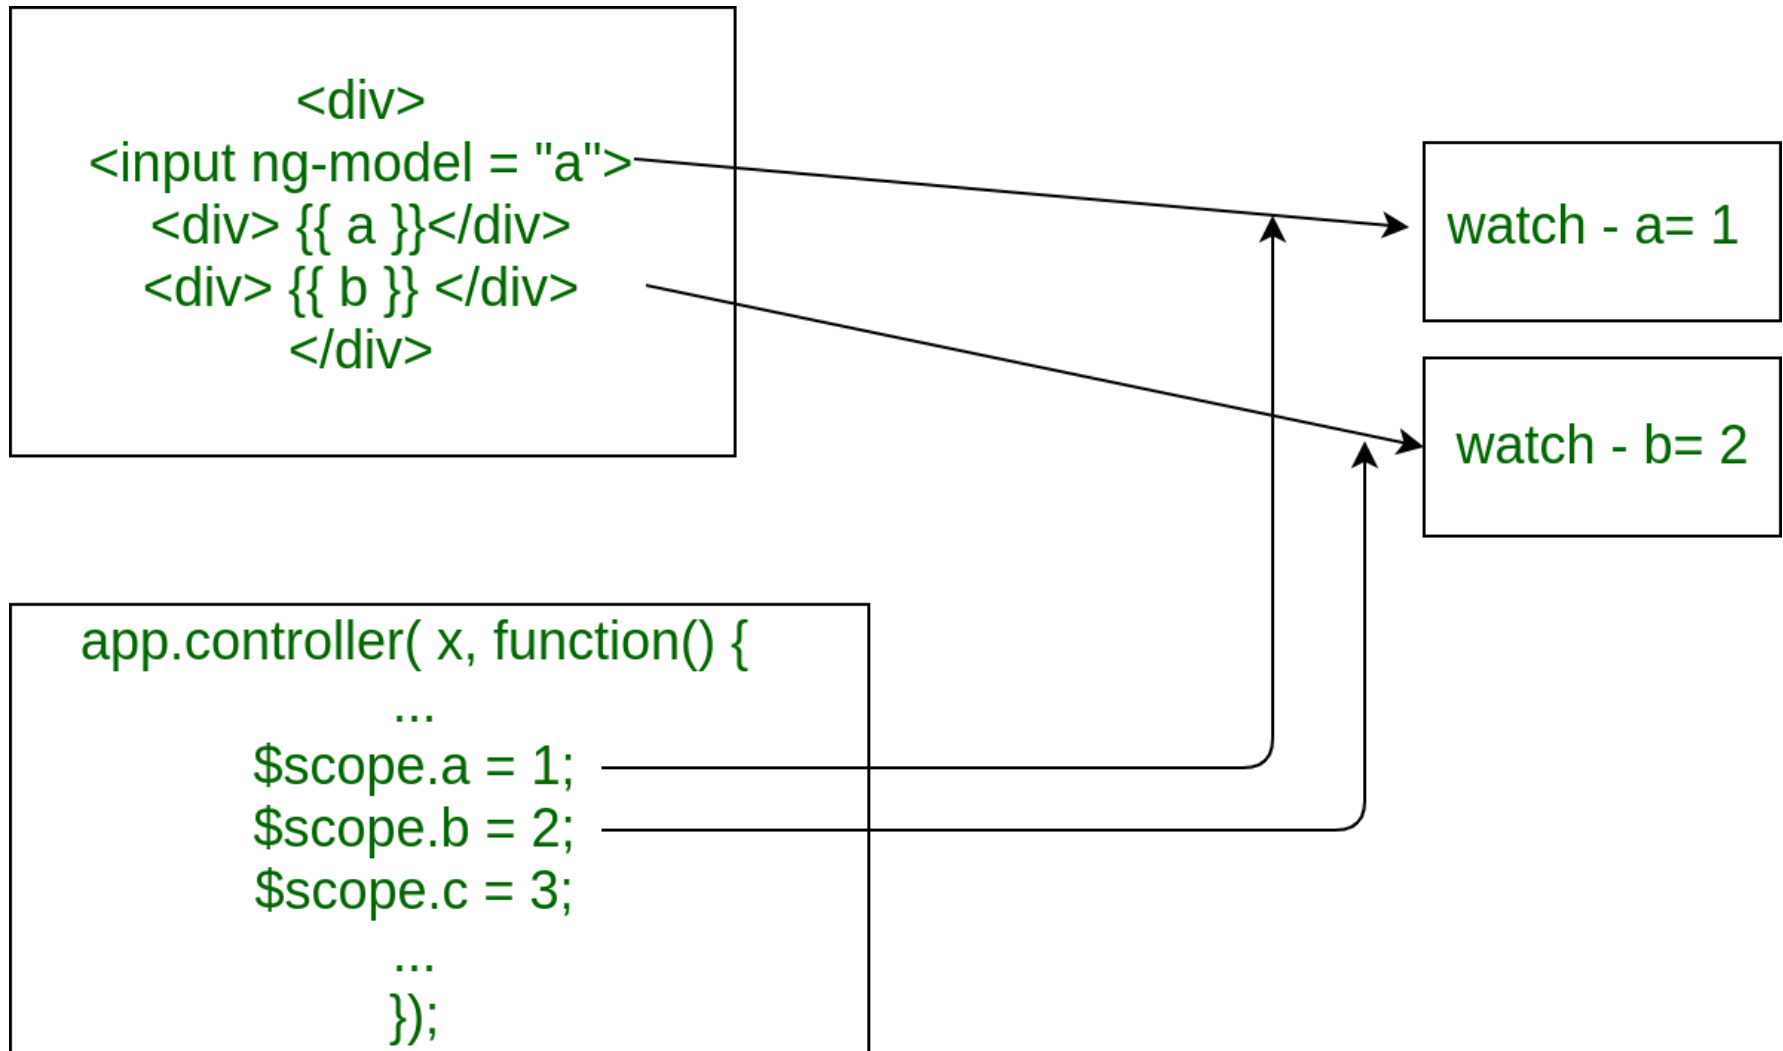 <div>
<input ng-model = "a">
<div> {{ a }}</div>
<div> {{ b }} </div>
</div>
watch - a= 1
watch - b= 2
app.controller( x, function() {
...
$scope.a = 1;
$scope.b = 2;
$scope.c = 3;
...
});